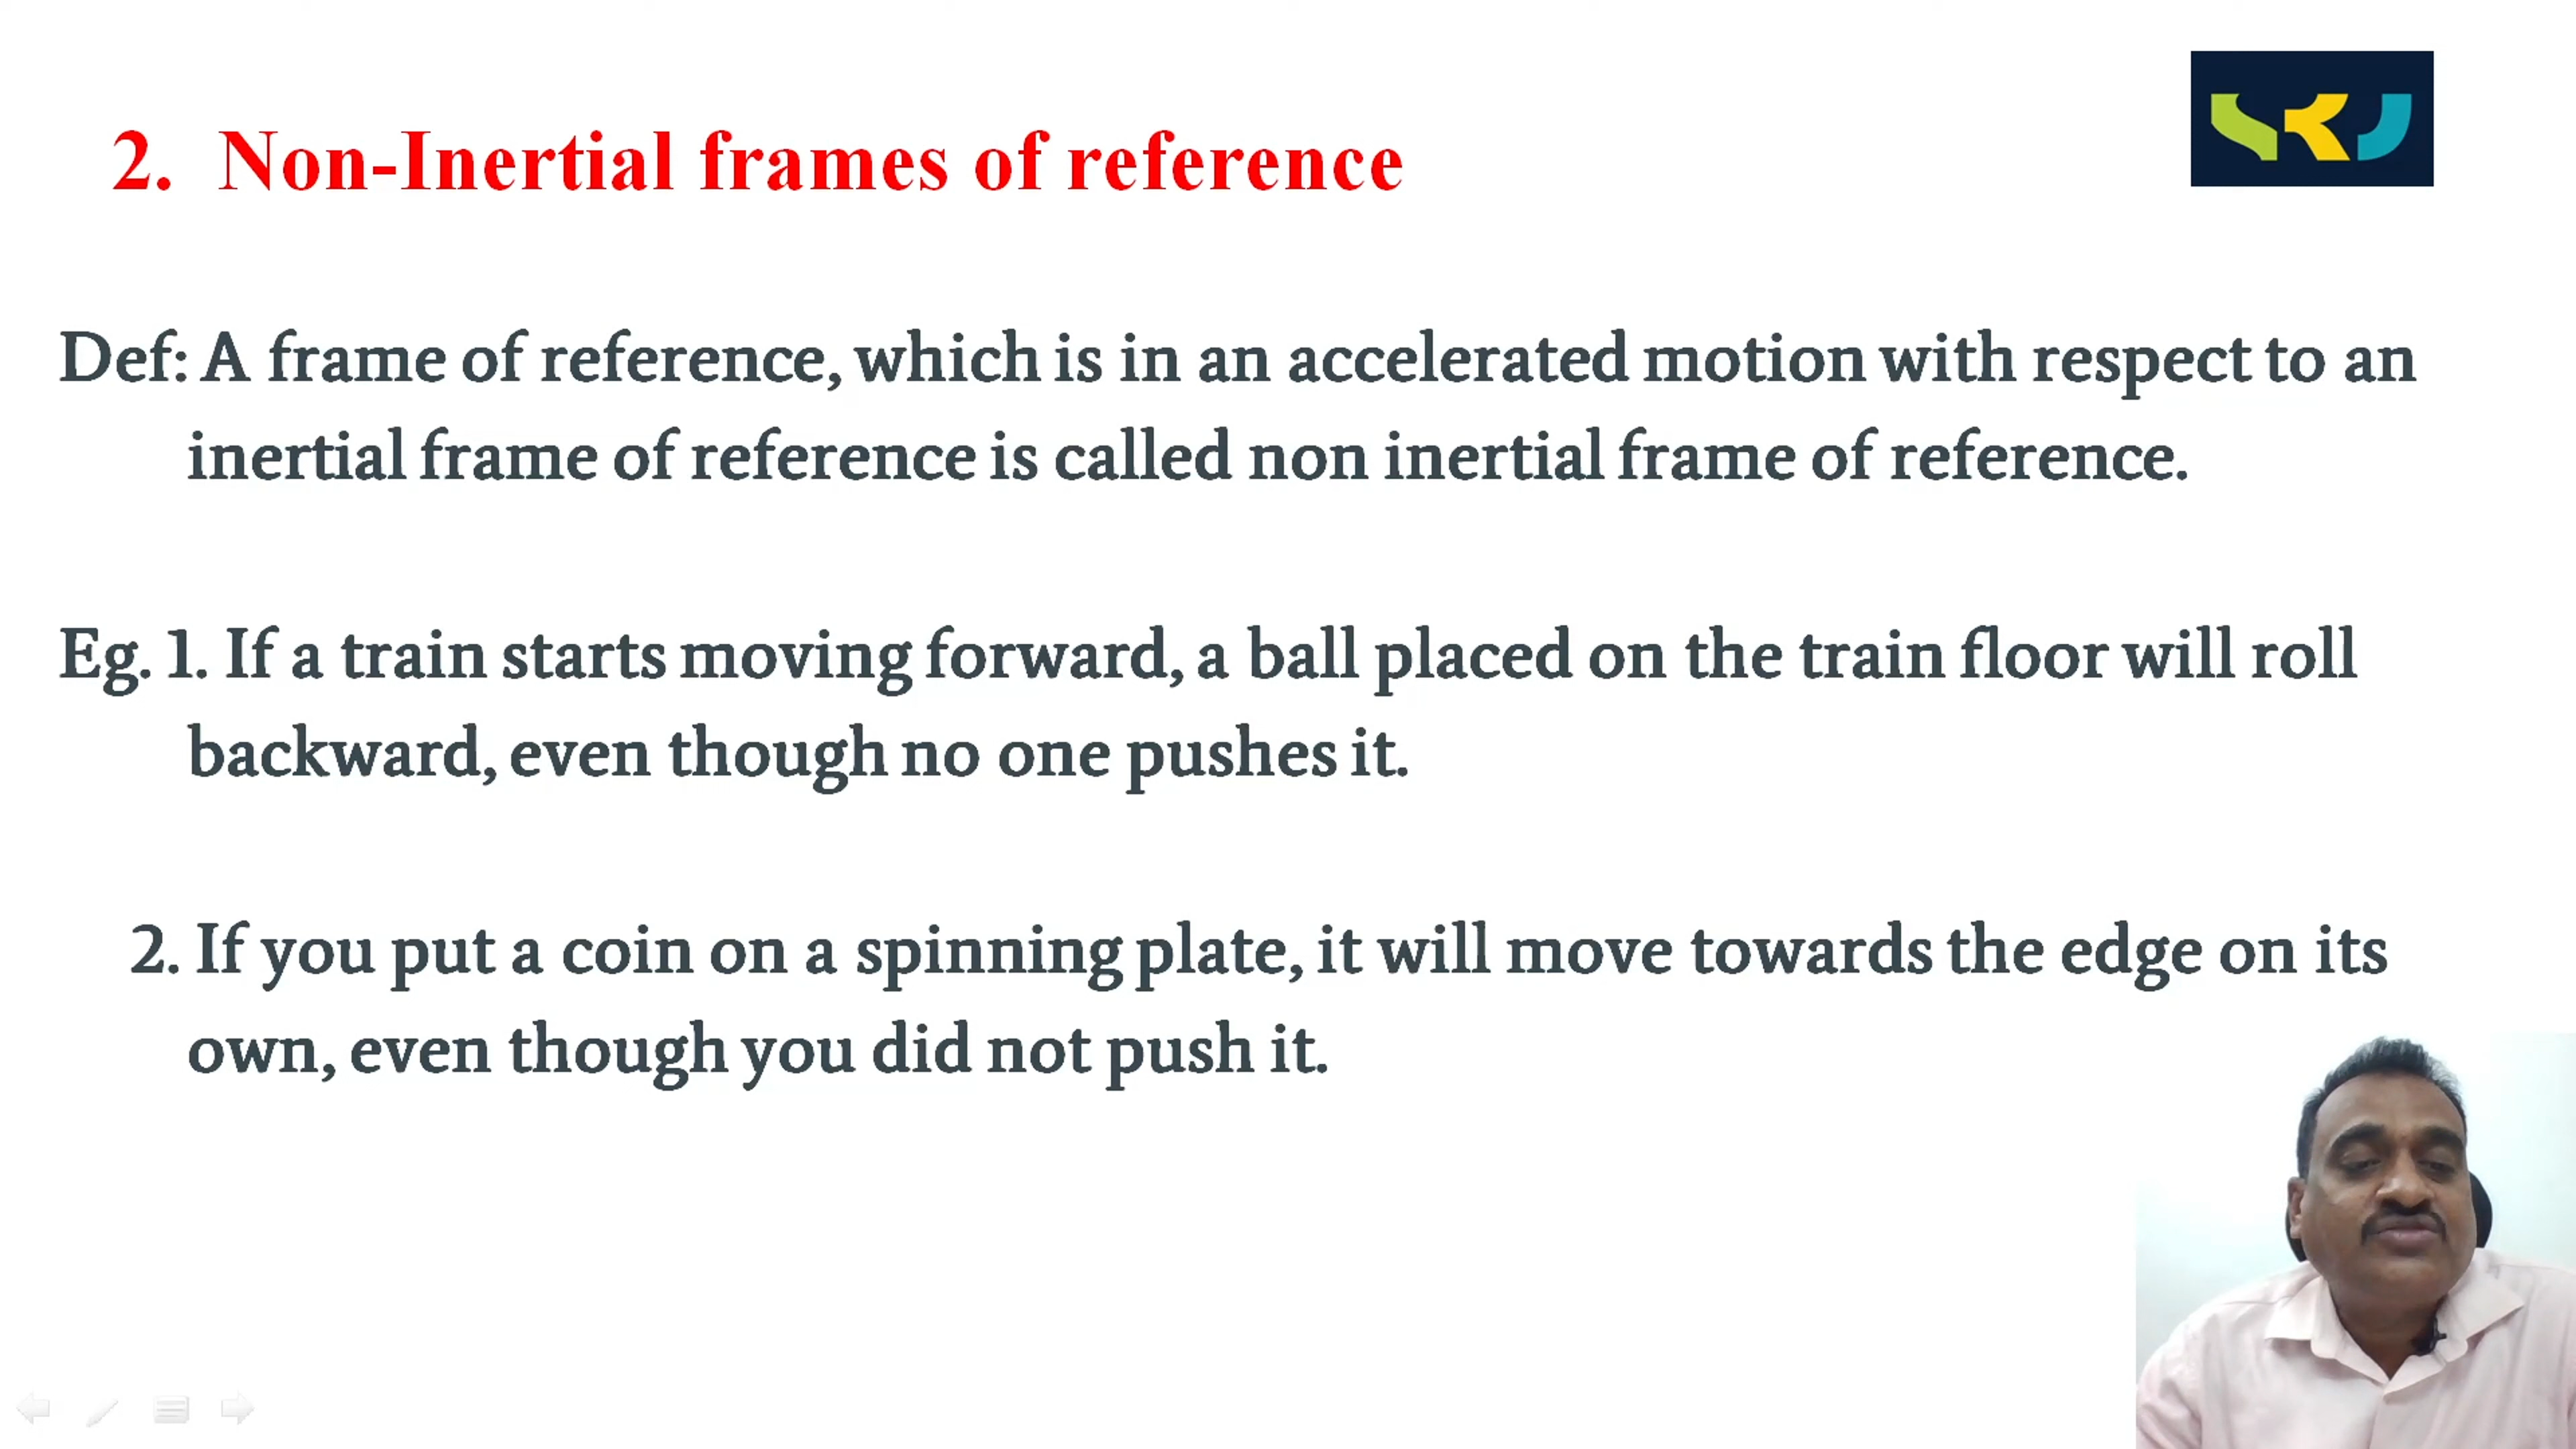 SKJ
2. Non-Inertial frames of reference
Def: A frame of reference, which is in an accelerated motion with respect to an
inertial frame of reference is called non inertial frame of reference.
Eg. 1. If a train starts moving forward, a ball placed on the train floor will roll
backward, even though no one pushes it.
2. If you put a coin on a spinning plate, it will move towards the edge on its
own, even though you did not push it.